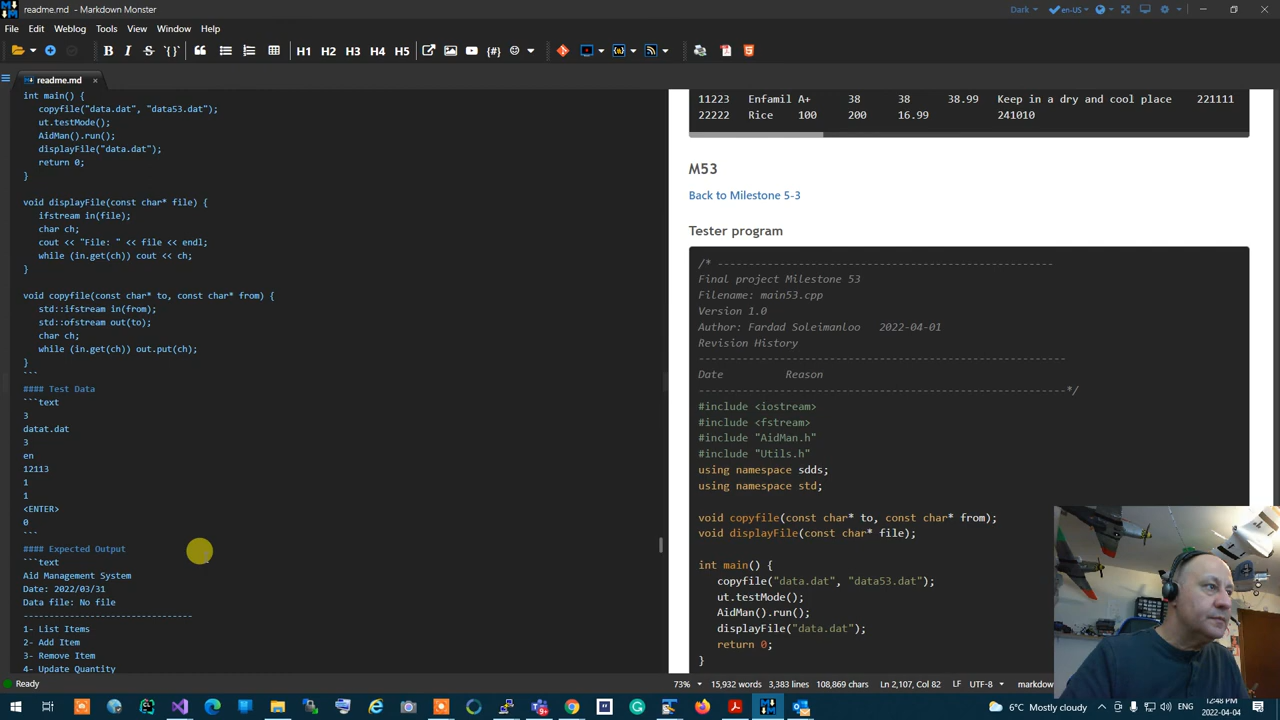 readme.md - Markdown Monster
Dark
en-US
File Edit Weblog Tools Window Help
B I S H1 H2 H3 H4 H5
readme.md ×
int main() {
copyfile("data.dat", "data53.dat");
ut.testMode();
AidMan().run();
displayFile("data.dat");
return 0;
}
void displayFile(const char* file) {
ifstream in(file);
char ch;
cout << "File: " << file << endl;
while (in.get(ch)) cout << ch;
}
void copyfile(const char* to, const char* from) {
std::ifstream in(from);
std::ofstream out(to);
char ch;
while (in.get(ch)) out.put(ch);
}
```
#### Test Data
```text
3
datat.dat
3
en
12113
1
1
<ENTER>
0
```
#### Expected Output
```text
Aid Management System
Date: 2022/03/31
Data file: No file
---------------------------------
1- List Items
2- Add Item
3- Remove Item
4- Update Quantity
11223 Enfamil A+ 38 38 38.99 Keep in a dry and cool place 221111
22222 Rice 100 200 16.99 241010
M53
Back to Milestone 5-3
Tester program
/* ---------------------------------------------------
Final project Milestone 53
Filename: main53.cpp
Version 1.0
Author: Fardad Soleimanloo 2022-04-01
Revision History
-----------------------------------------------------------
Date Reason
-----------------------------------------------------------*/
#include <iostream>
#include <fstream>
#include "AidMan.h"
#include "Utils.h"
using namespace sdds;
using namespace std;
void copyfile(const char* to, const char* from);
void displayFile(const char* file);
int main() {
copyfile("data.dat", "data53.dat");
ut.testMode();
AidMan().run();
displayFile("data.dat");
return 0;
}
Ready
73% 15,932 words 3,383 lines 108,869 chars Ln 2,107, Col 82 LF UTF-8 markdown
6°C Mostly cloudy
12:48 PM
2022-04-04